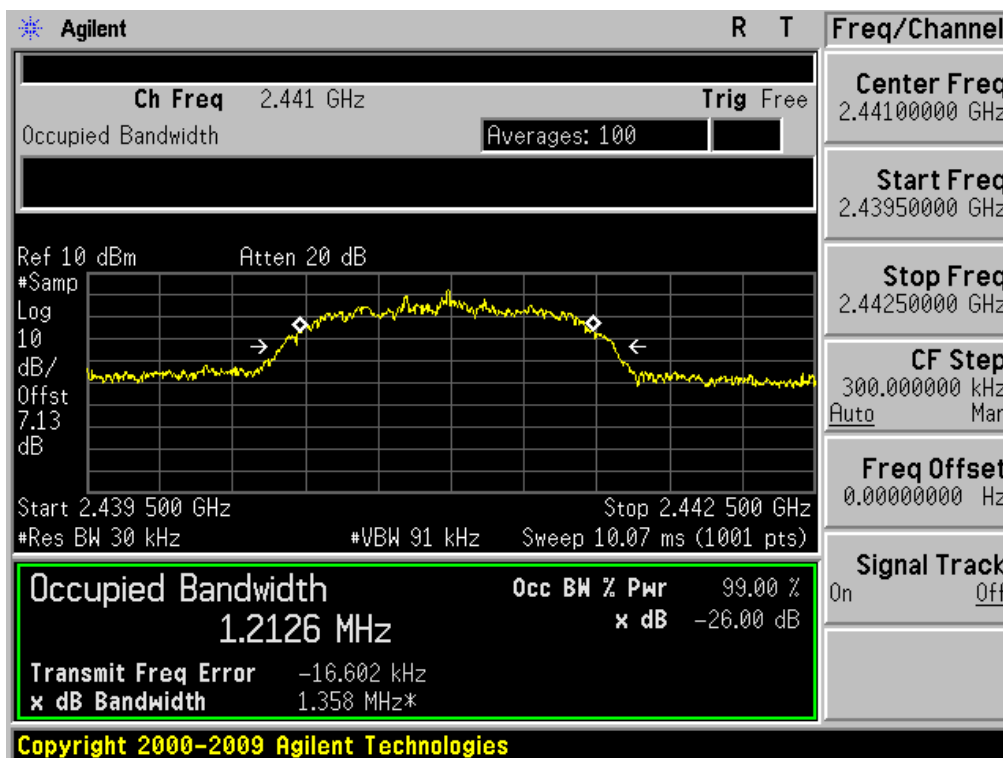 Agilent R T Freq/Channel
Ch Freq 2.441 GHz Trig Free
Occupied Bandwidth Averages: 100
Center Freq
2.44100000 GHz
Start Freq
2.43950000 GHz
Stop Freq
2.44250000 GHz
CF Step
300.000000 kHz
Auto Man
Freq Offset
0.00000000 Hz
Signal Track
On Off
Ref 10 dBm Atten 20 dB
#Samp
Log
10
dB/
Offst
7.13
dB
Start 2.439 500 GHz Stop 2.442 500 GHz
#Res BW 30 kHz #VBW 91 kHz Sweep 10.07 ms (1001 pts)
Occupied Bandwidth Occ BW % Pwr 99.00 %
1.2126 MHz x dB -26.00 dB
Transmit Freq Error -16.602 kHz
x dB Bandwidth 1.358 MHz*
Copyright 2000-2009 Agilent Technologies